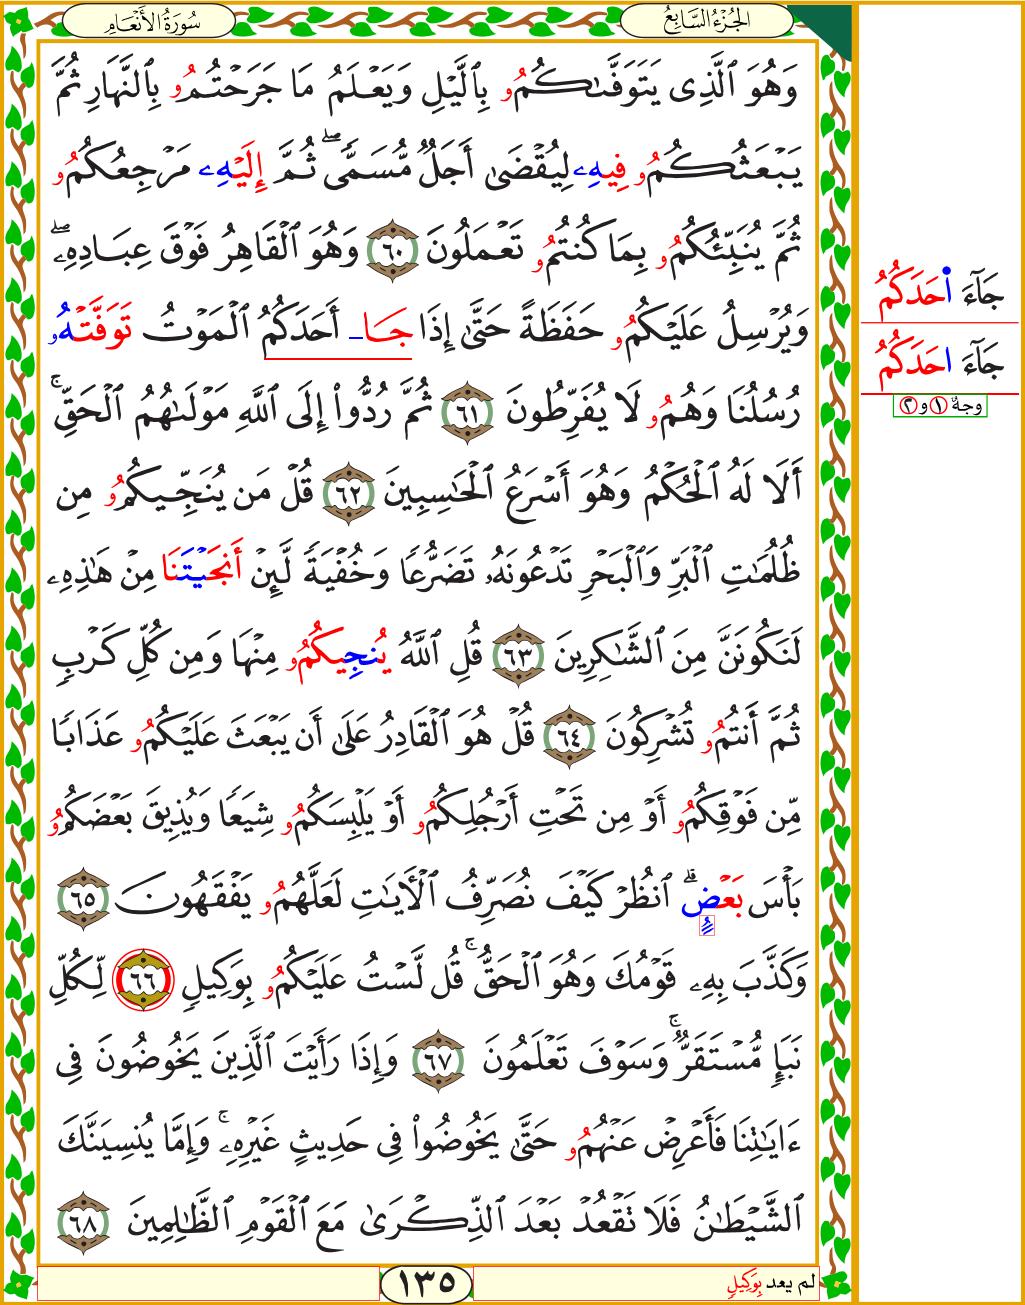 الجُزْءُ السَّابِعُ
سُورَةُ الأَنْعَامِ
وَهُوَ ٱلَّذِى يَتَوَفَّىٰكُمُۥ بِٱلَّيْلِ وَيَعْلَمُ مَا جَرَحْتُمُۥ بِٱلنَّهَارِ ثُمَّ
يَبْعَثُكُمُۥ فِيهِۦ لِيُقْضَىٰ أَجَلٌ مُّسَمًّى ۖ ثُمَّ إِلَيْهِۦ مَرْجِعُكُمُۥ
ثُمَّ يُنَبِّئُكُمُۥ بِمَا كُنتُمُۥ تَعْمَلُونَ ٦٠ وَهُوَ ٱلْقَاهِرُ فَوْقَ عِبَادِهِۦ ۖ
وَيُرْسِلُ عَلَيْكُمُۥ حَفَظَةً حَتَّىٰ إِذَا جَا أَحَدَكُمُ ٱلْمَوْتُ تَوَفَّتْهُۥ
رُسُلُنَا وَهُمُۥ لَا يُفَرِّطُونَ ٦١ ثُمَّ رُدُّوا۟ إِلَى ٱللَّهِ مَوْلَىٰهُمُ ٱلْحَقِّ ۚ
أَلَا لَهُ ٱلْحُكْمُ وَهُوَ أَسْرَعُ ٱلْحَٰسِبِينَ ٦٢ قُلْ مَن يُنَجِّيكُمُۥ مِن
ظُلُمَٰتِ ٱلْبَرِّ وَٱلْبَحْرِ تَدْعُونَهُۥ تَضَرُّعًا وَخُفْيَةً لَّئِنْ أَنجَيْتَنَا مِنْ هَٰذِهِۦ
لَنَكُونَنَّ مِنَ ٱلشَّٰكِرِينَ ٦٣ قُلِ ٱللَّهُ يُنجِيكُمُۥ مِنْهَا وَمِن كُلِّ كَرْبٍ
ثُمَّ أَنتُمُۥ تُشْرِكُونَ ٦٤ قُلْ هُوَ ٱلْقَادِرُ عَلَىٰ أَن يَبْعَثَ عَلَيْكُمُۥ عَذَابًا
مِّن فَوْقِكُمُۥ أَوْ مِن تَحْتِ أَرْجُلِكُمُۥ أَوْ يَلْبِسَكُمُۥ شِيَعًا وَيُذِيقَ بَعْضَكُمُۥ
بَأْسَ بَعْضٍ ۗ ٱنظُرْ كَيْفَ نُصَرِّفُ ٱلْأَيَٰتِ لَعَلَّهُمُۥ يَفْقَهُونَ ٦٥
وَكَذَّبَ بِهِۦ قَوْمُكَ وَهُوَ ٱلْحَقُّ ۚ قُل لَّسْتُ عَلَيْكُمُۥ بِوَكِيلٍ ٦٦ لِّكُلِّ
نَبَإٍ مُّسْتَقَرٌّ ۚ وَسَوْفَ تَعْلَمُونَ ٦٧ وَإِذَا رَأَيْتَ ٱلَّذِينَ يَخُوضُونَ فِى
ءَايَٰتِنَا فَأَعْرِضْ عَنْهُمُۥ حَتَّىٰ يَخُوضُوا۟ فِى حَدِيثٍ غَيْرِهِۦ ۚ وَإِمَّا يُنسِيَنَّكَ
ٱلشَّيْطَٰنُ فَلَا تَقْعُدْ بَعْدَ ٱلذِّكْرَىٰ مَعَ ٱلْقَوْمِ ٱلظَّٰلِمِينَ ٦٨
جَآءَ اَحَدَكُمُ
جَآءَ احَدَكُمُ
وجهُ ١ و ٢
١٣٥
لم يعد بِوَكِيلٍ